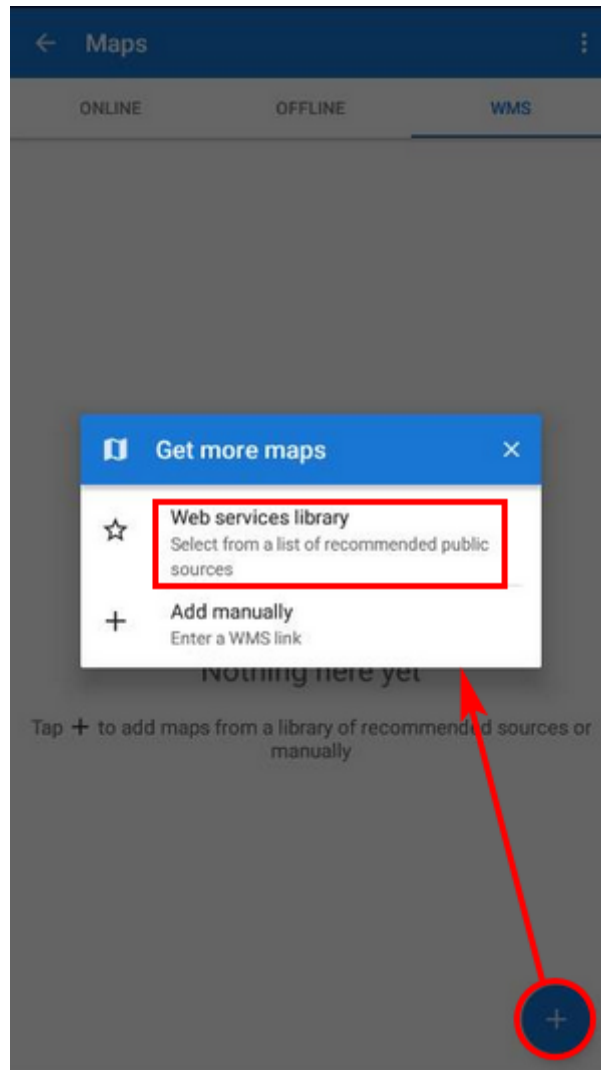 Maps
ONLINE OFFLINE WMS
Get more maps
Web services library
Select from a list of recommended public
sources
Add manually
Enter a WMS link
Nothing here yet
Tap + to add maps from a library of recommended sources or
manually